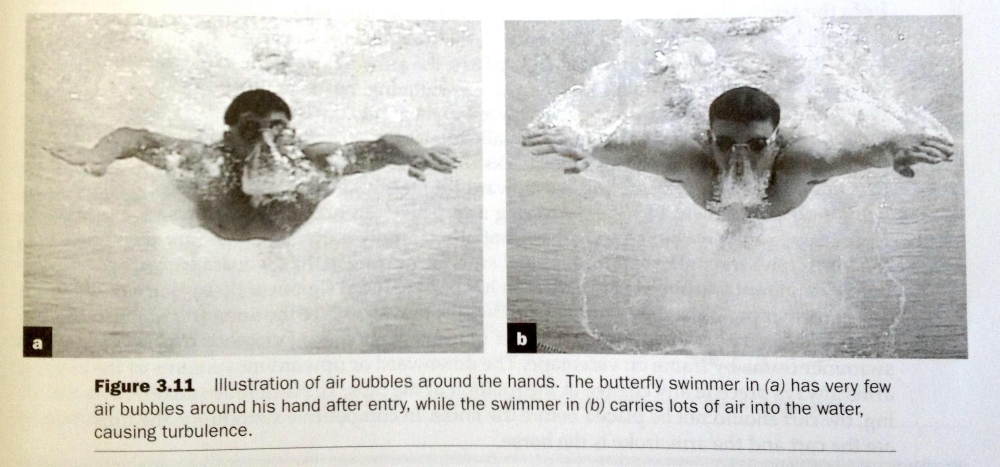 a
b
Figure 3.11 Illustration of air bubbles around the hands. The butterfly swimmer in (a) has very few
air bubbles around his hand after entry, while the swimmer in (b) carries lots of air into the water,
causing turbulence.